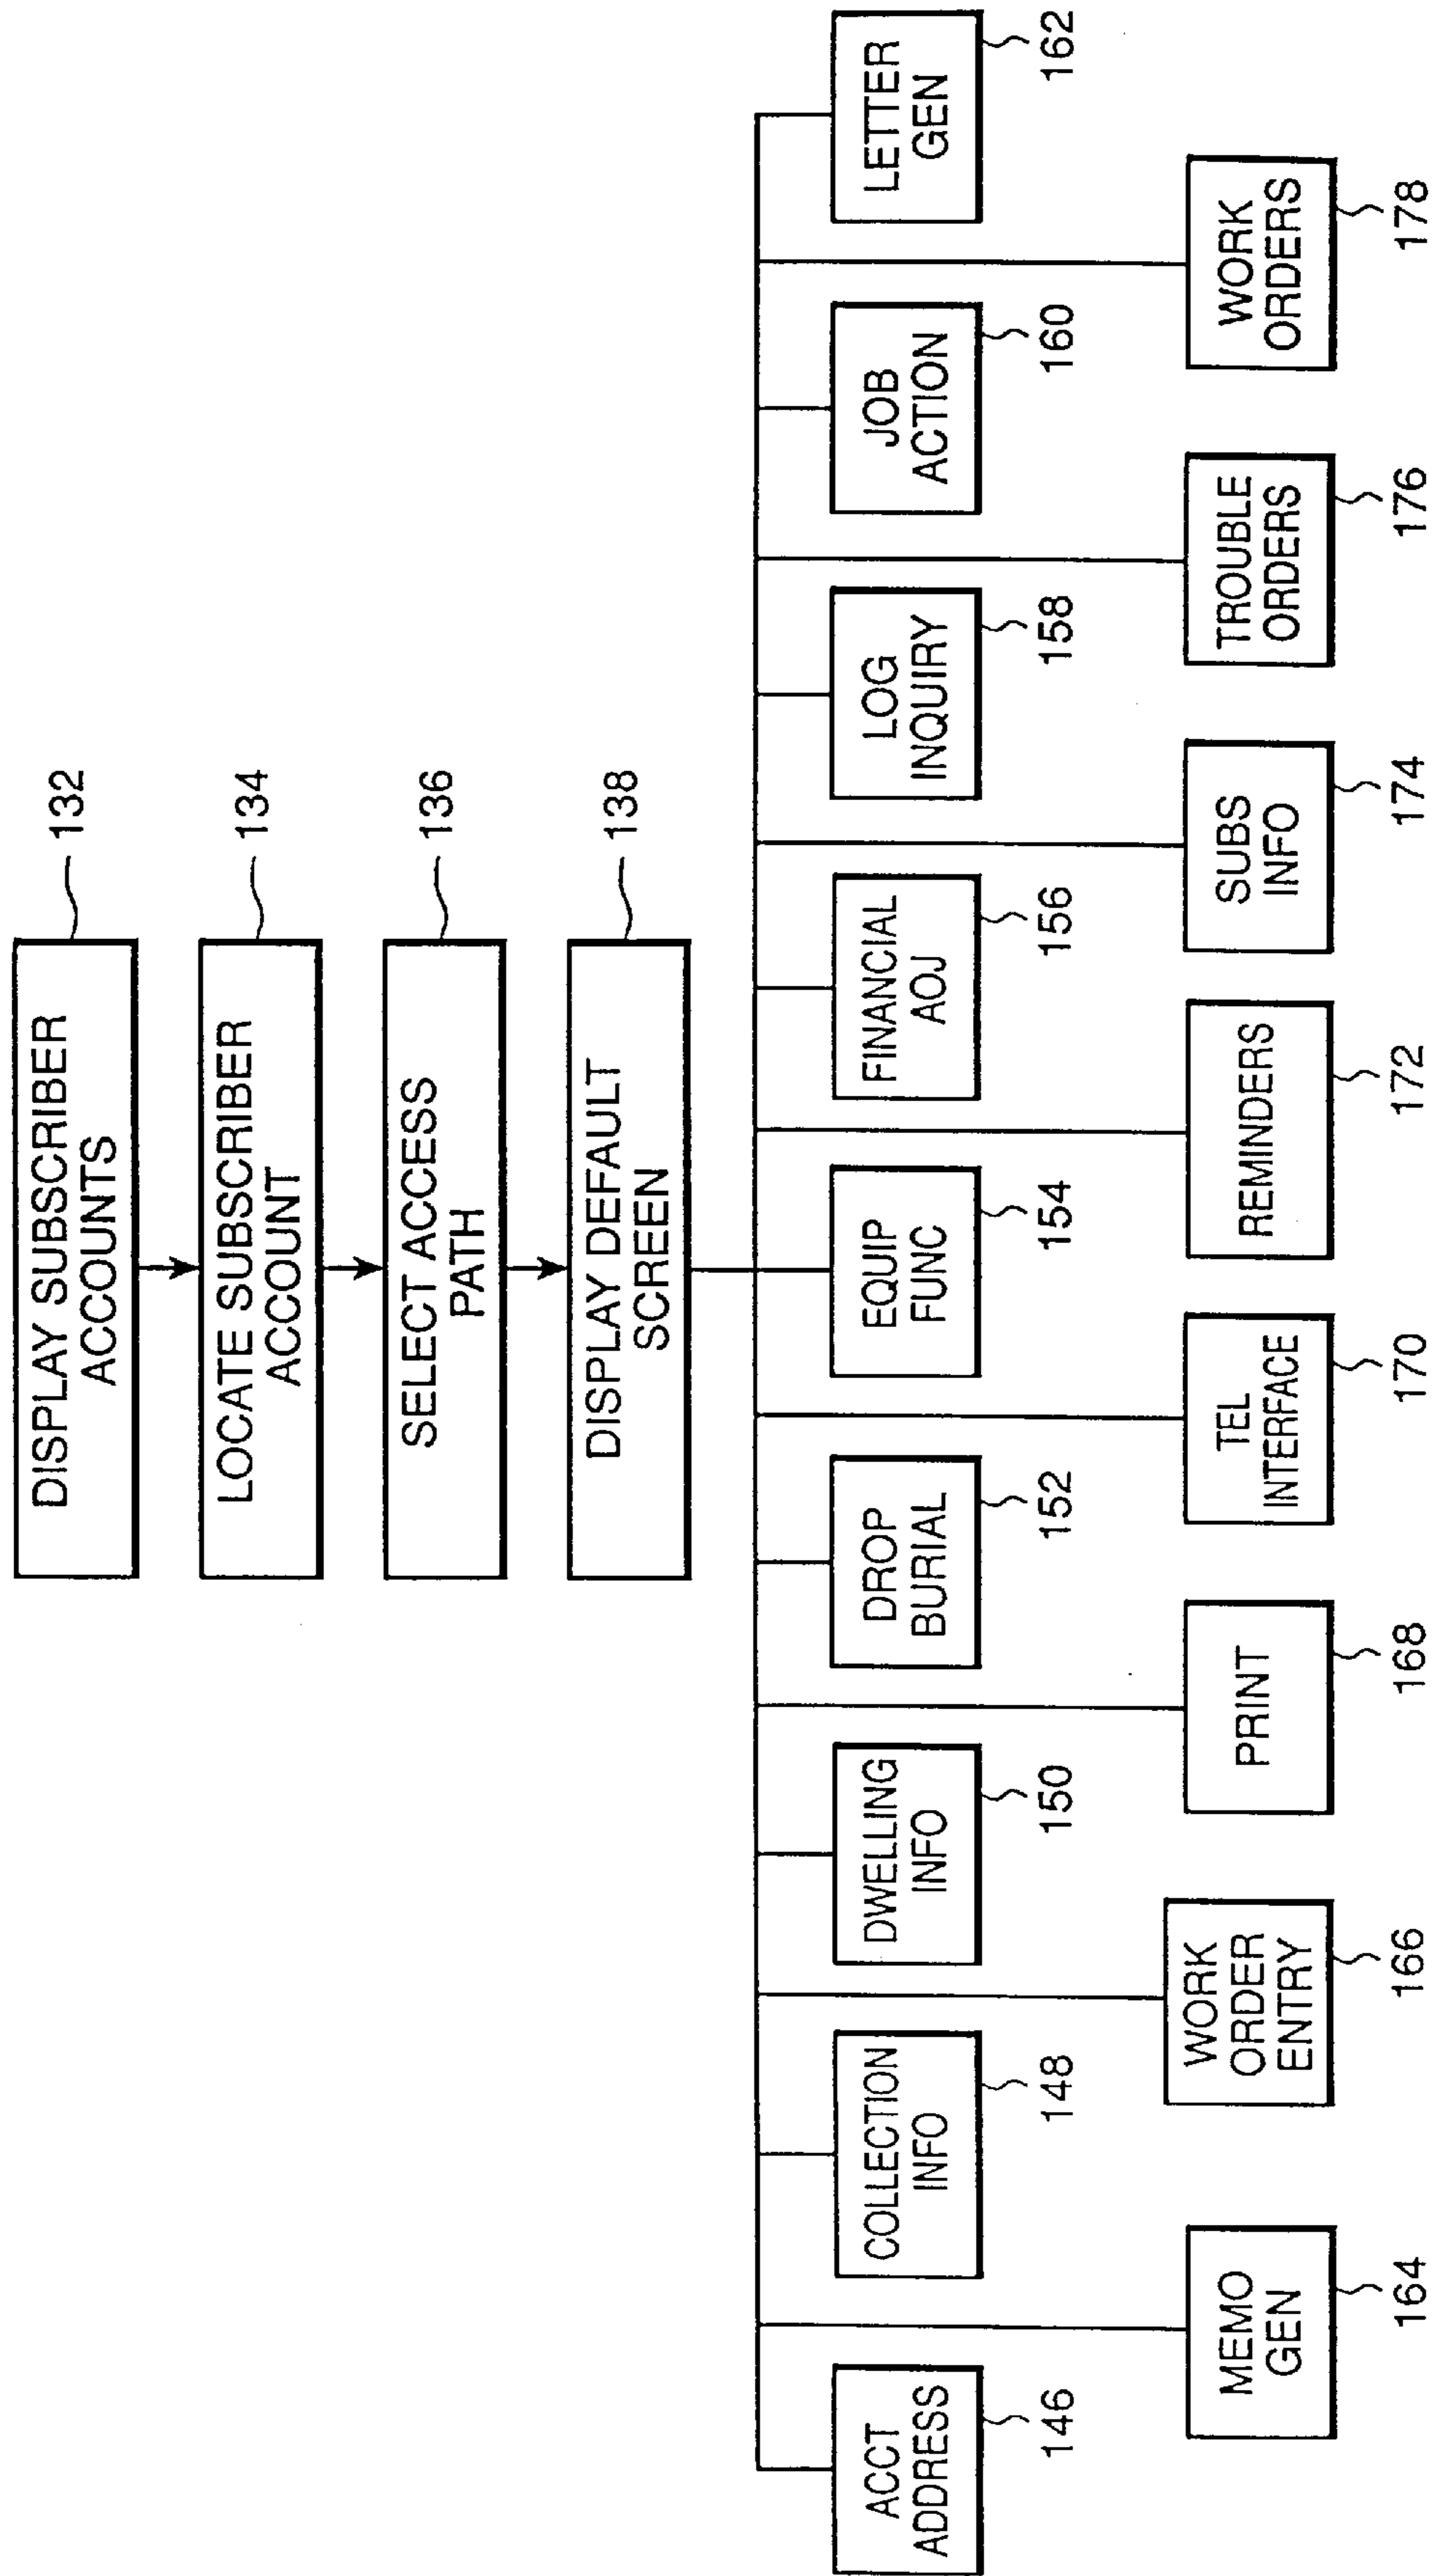 DISPLAY SUBSCRIBER
ACCOUNTS
132
LOCATE SUBSCRIBER
ACCOUNT
134
SELECT ACCESS
PATH
136
DISPLAY DEFAULT
SCREEN
138
ACCT
ADDRESS
146
COLLECTION
INFO
148
DWELLING
INFO
150
DROP
BURIAL
152
EQUIP
FUNC
154
FINANCIAL
AOJ
156
LOG
INQUIRY
158
JOB
ACTION
160
LETTER
GEN
162
MEMO
GEN
164
WORK
ORDER
ENTRY
166
PRINT
168
TEL
INTERFACE
170
REMINDERS
172
SUBS
INFO
174
TROUBLE
ORDERS
176
WORK
ORDERS
178